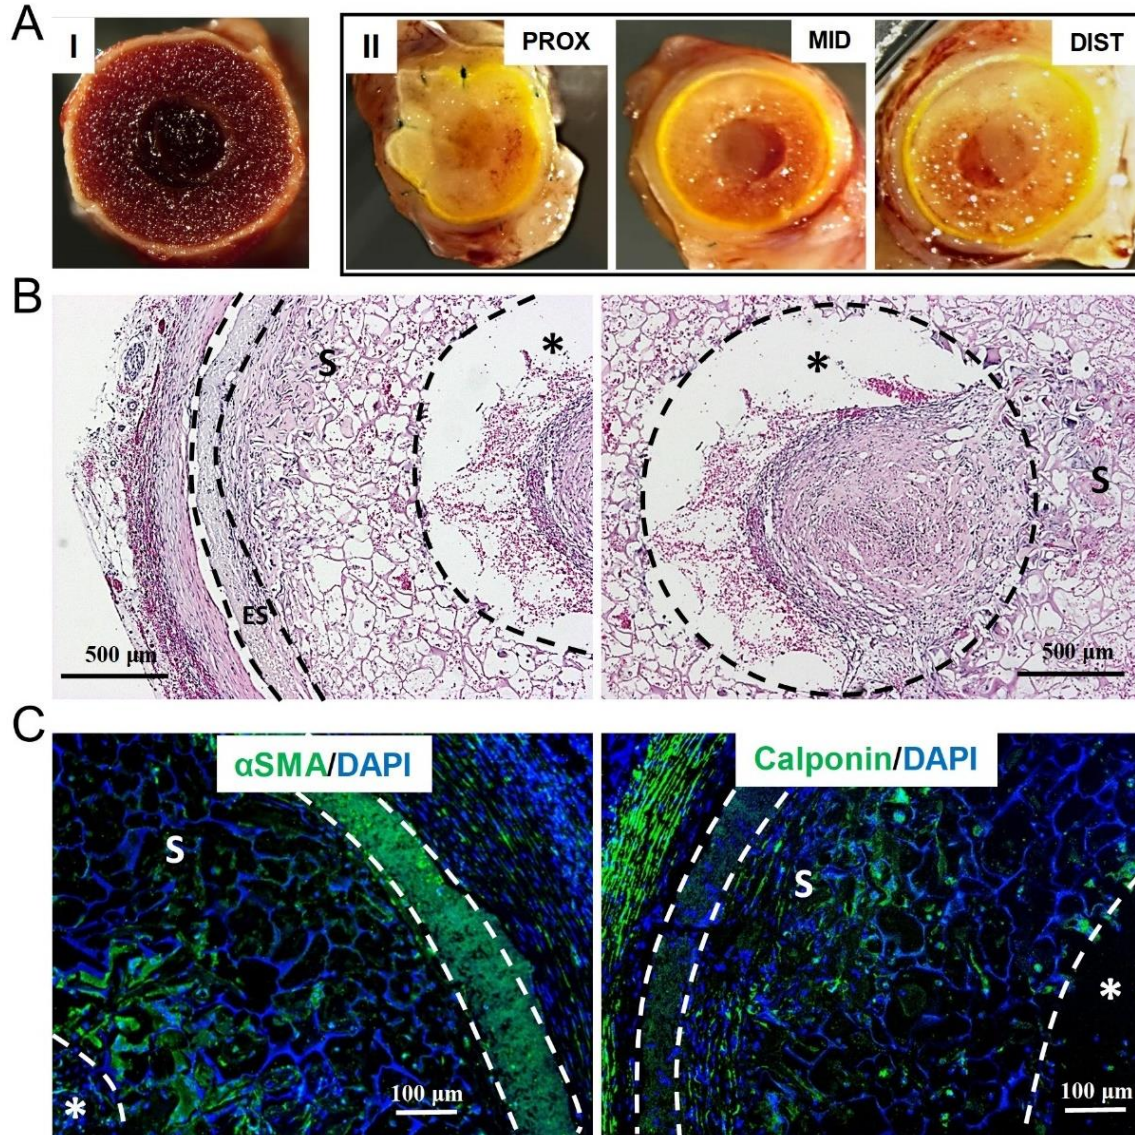 A
I
II
PROX
MID
DIST
B
S
*
ES
500 µm
*
S
500 µm
C
αSMA/DAPI
S
*
100 µm
Calponin/DAPI
S
*
100 µm